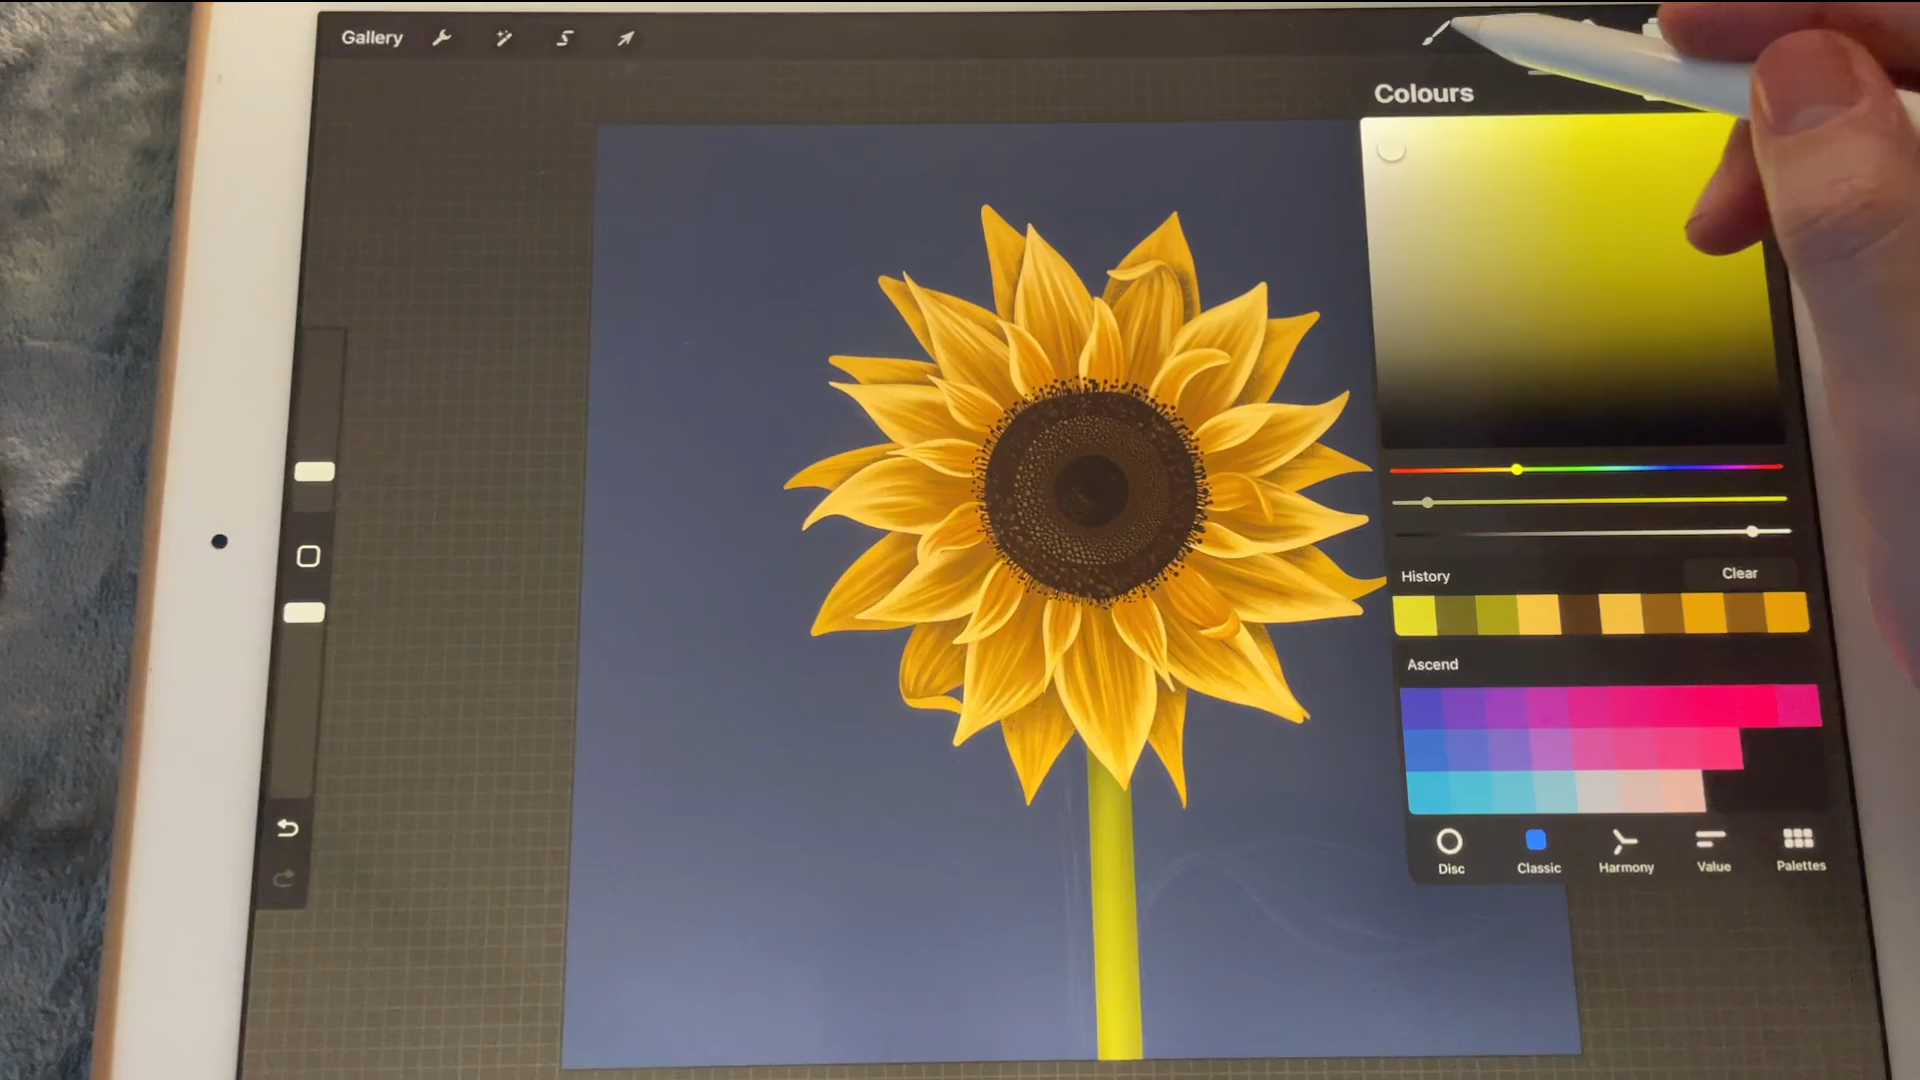 Gallery
Colours
History
Clear
Ascend
Disc
Classic
Harmony
Value
Palettes